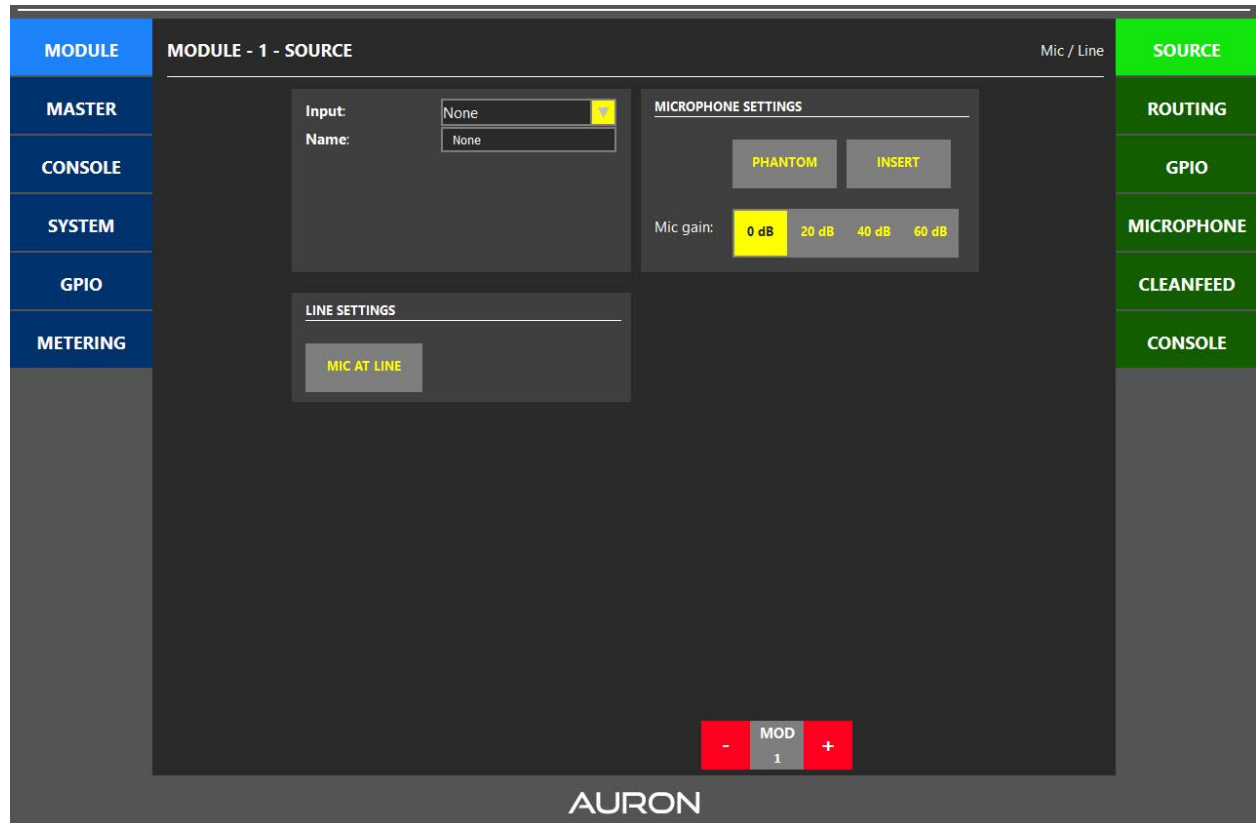 MODULE
MASTER
CONSOLE
SYSTEM
GPIO
METERING
MODULE - 1 - SOURCE
Mic / Line
Input:
None
Name:
None
MICROPHONE SETTINGS
PHANTOM
INSERT
Mic gain:
0 dB 20 dB 40 dB 60 dB
LINE SETTINGS
MIC AT LINE
- MOD +
1
SOURCE
ROUTING
GPIO
MICROPHONE
CLEANFEED
CONSOLE
AURON